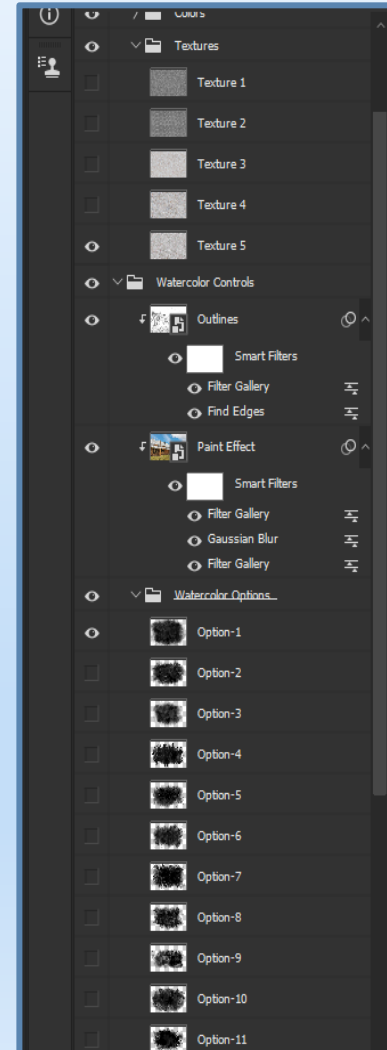 Colors
Textures
Texture 1
Texture 2
Texture 3
Texture 4
Texture 5
Watercolor Controls
Outlines
Smart Filters
Filter Gallery
Find Edges
Paint Effect
Smart Filters
Filter Gallery
Gaussian Blur
Filter Gallery
Watercolor Options
Option-1
Option-2
Option-3
Option-4
Option-5
Option-6
Option-7
Option-8
Option-9
Option-10
Option-11